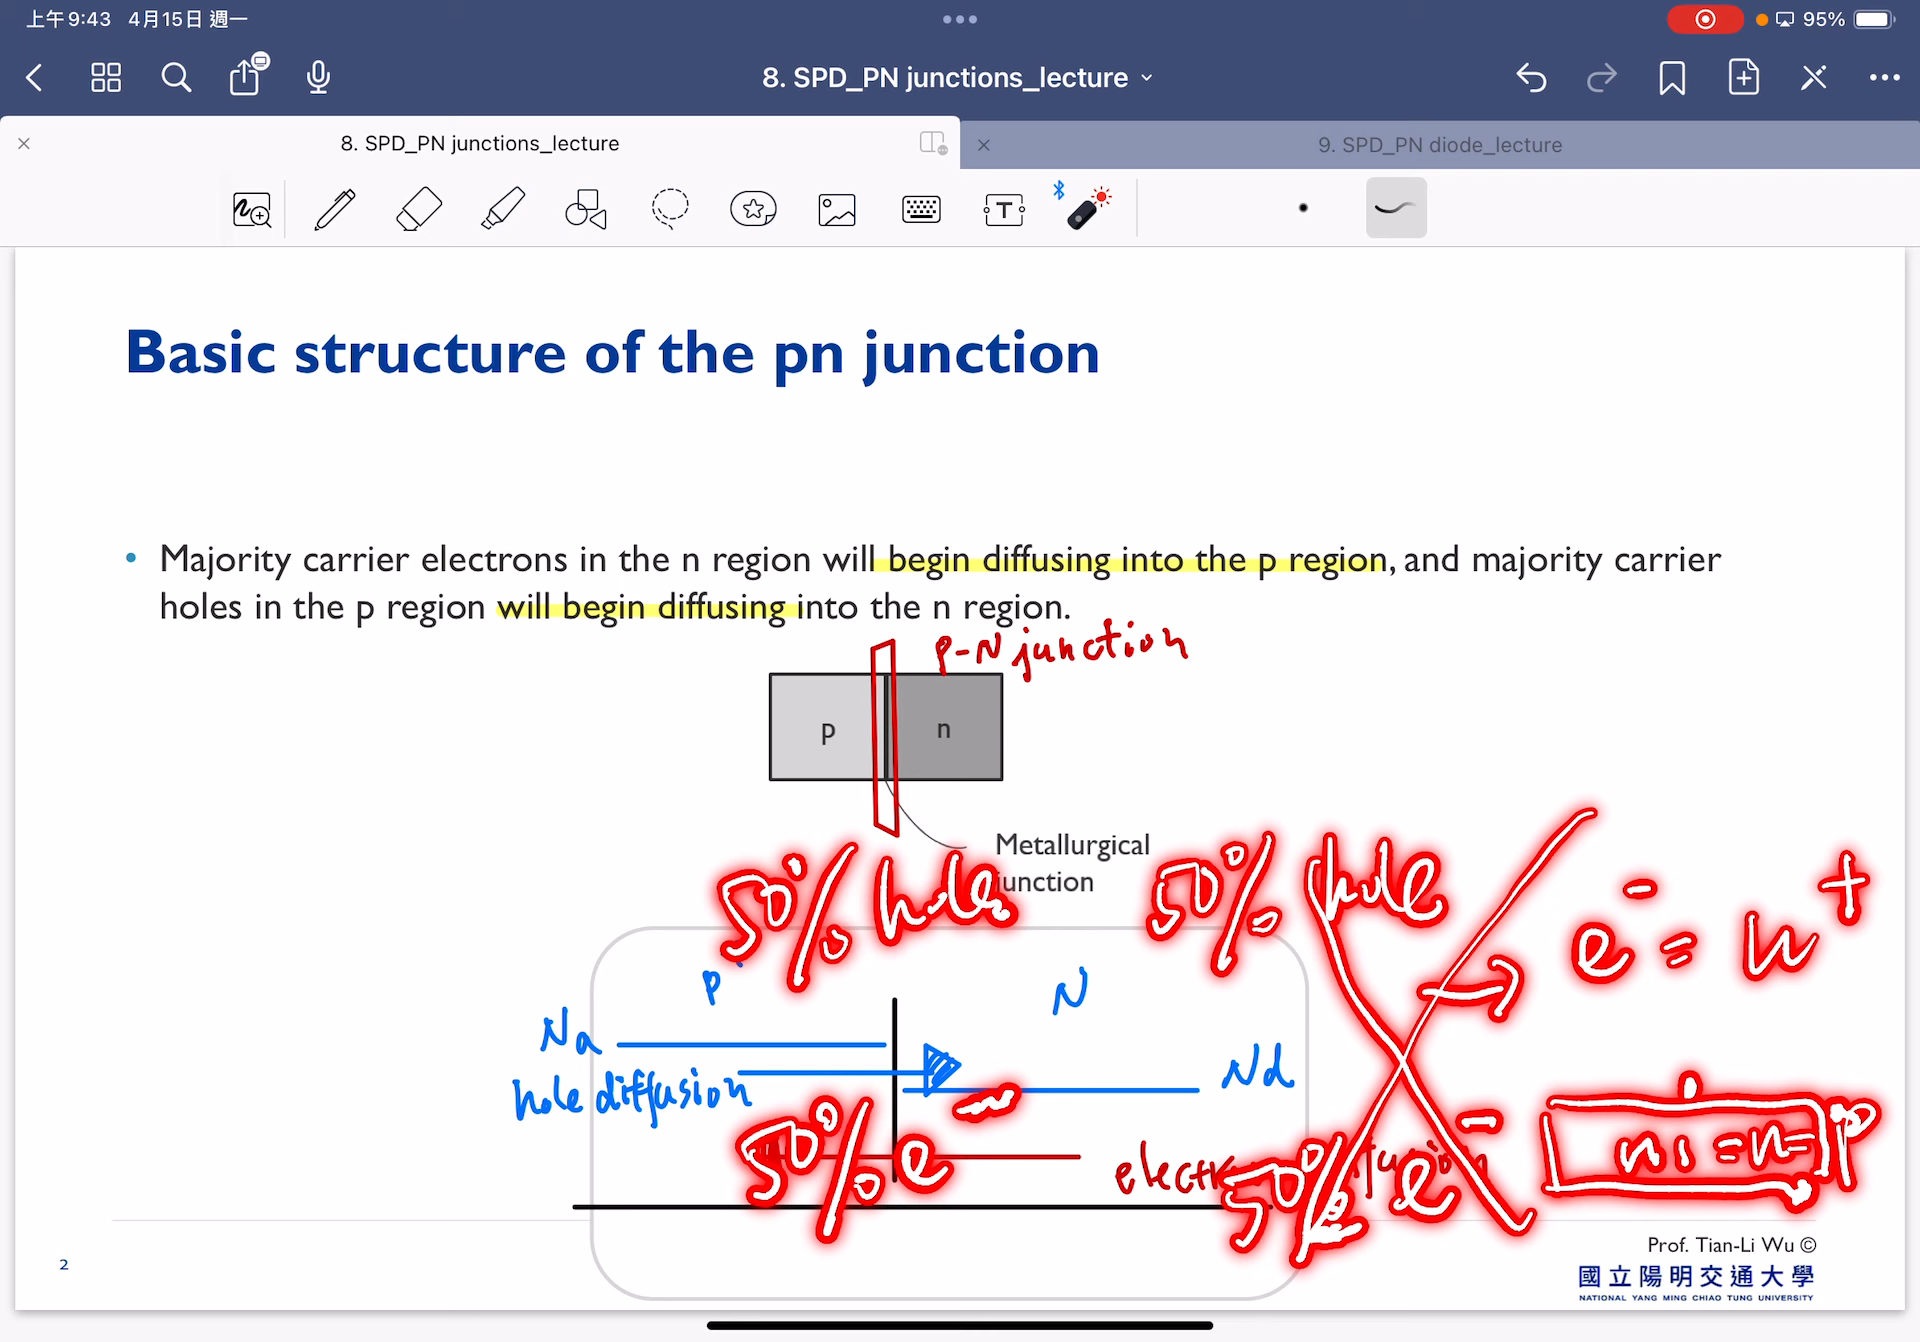 上午9:43 4月15日 週一
95%
8. SPD_PN junctions_lecture
8. SPD_PN junctions_lecture
9. SPD_PN diode_lecture
T
Basic structure of the pn junction
• Majority carrier electrons in the n region will begin diffusing into the p region, and majority carrier
holes in the p region will begin diffusing into the n region.
P-N junction
p
n
Metallurgical
junction
50% holes
50% hole
e⁻ = h⁺
P
N
Na
hole diffusion
Nd
50% e⁻
50% e⁻
ni = n = p
2
Prof. Tian-Li Wu ©
國立陽明交通大學
NATIONAL YANG MING CHIAO TUNG UNIVERSITY